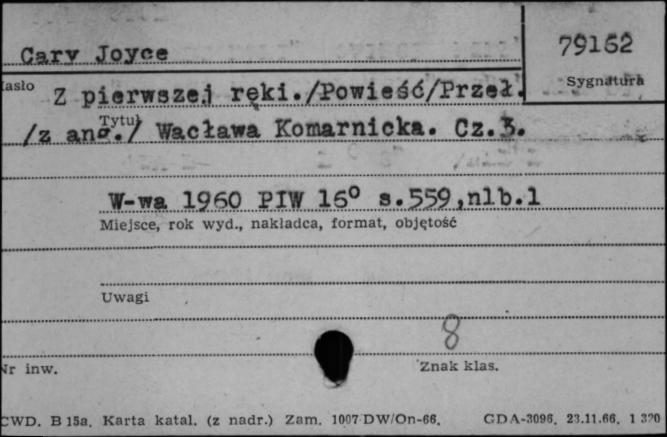 Cary Joyce
79152
Sygnatura
Z pierwszej ręki./Powieść/Przeł.
Tytuł
/z ang./ Wacława Komarnicka. Cz.3.
W-wa 1960 PIW 16° s.559,nlb.1
Miejsce, rok wyd., nakładca, format, objętość
Uwagi
8
Nr inw.
Znak klas.
CWD. B 15a. Karta katal. (z nadr.) Zam. 1007/DW/On-66. GDA-3096. 23.11.66. 1 320